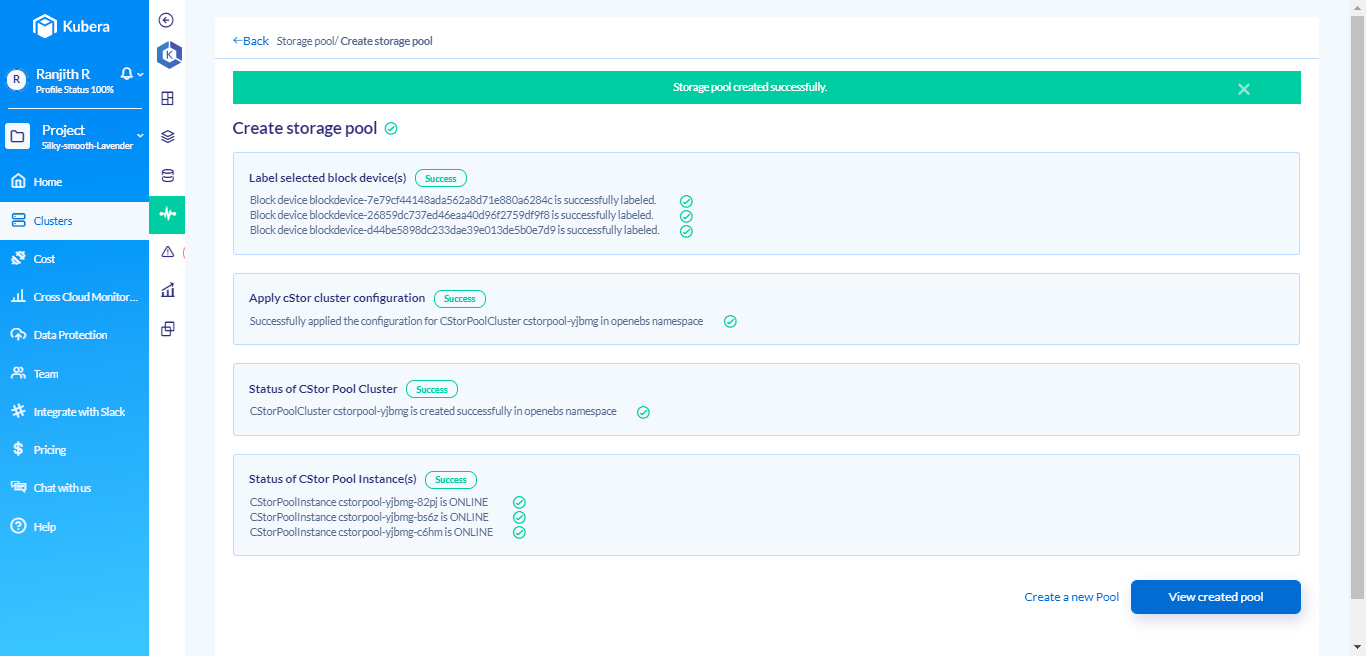 Kubera
R
Ranjith R
Profile Status 100%
Project
Silky-smooth-Lavender
Home
Clusters
Cost
Cross Cloud Monitor...
Data Protection
Team
Integrate with Slack
Pricing
Chat with us
Help
K
←Back Storage pool/ Create storage pool
Storage pool created successfully.
Create storage pool
Label selected block device(s) Success
Block device blockdevice-7e79cf44148ada562a8d71e880a6284c is successfully labeled.
Block device blockdevice-26859dc737ed46eaa40d96f2759df9f8 is successfully labeled.
Block device blockdevice-d44be5898dc233dae39e013de5b0e7d9 is successfully labeled.
Apply cStor cluster configuration Success
Successfully applied the configuration for CStorPoolCluster cstorpool-yjbmg in openebs namespace
Status of CStor Pool Cluster Success
CStorPoolCluster cstorpool-yjbmg is created successfully in openebs namespace
Status of CStor Pool Instance(s) Success
CStorPoolInstance cstorpool-yjbmg-82pj is ONLINE
CStorPoolInstance cstorpool-yjbmg-bs6z is ONLINE
CStorPoolInstance cstorpool-yjbmg-c6hm is ONLINE
Create a new Pool
View created pool